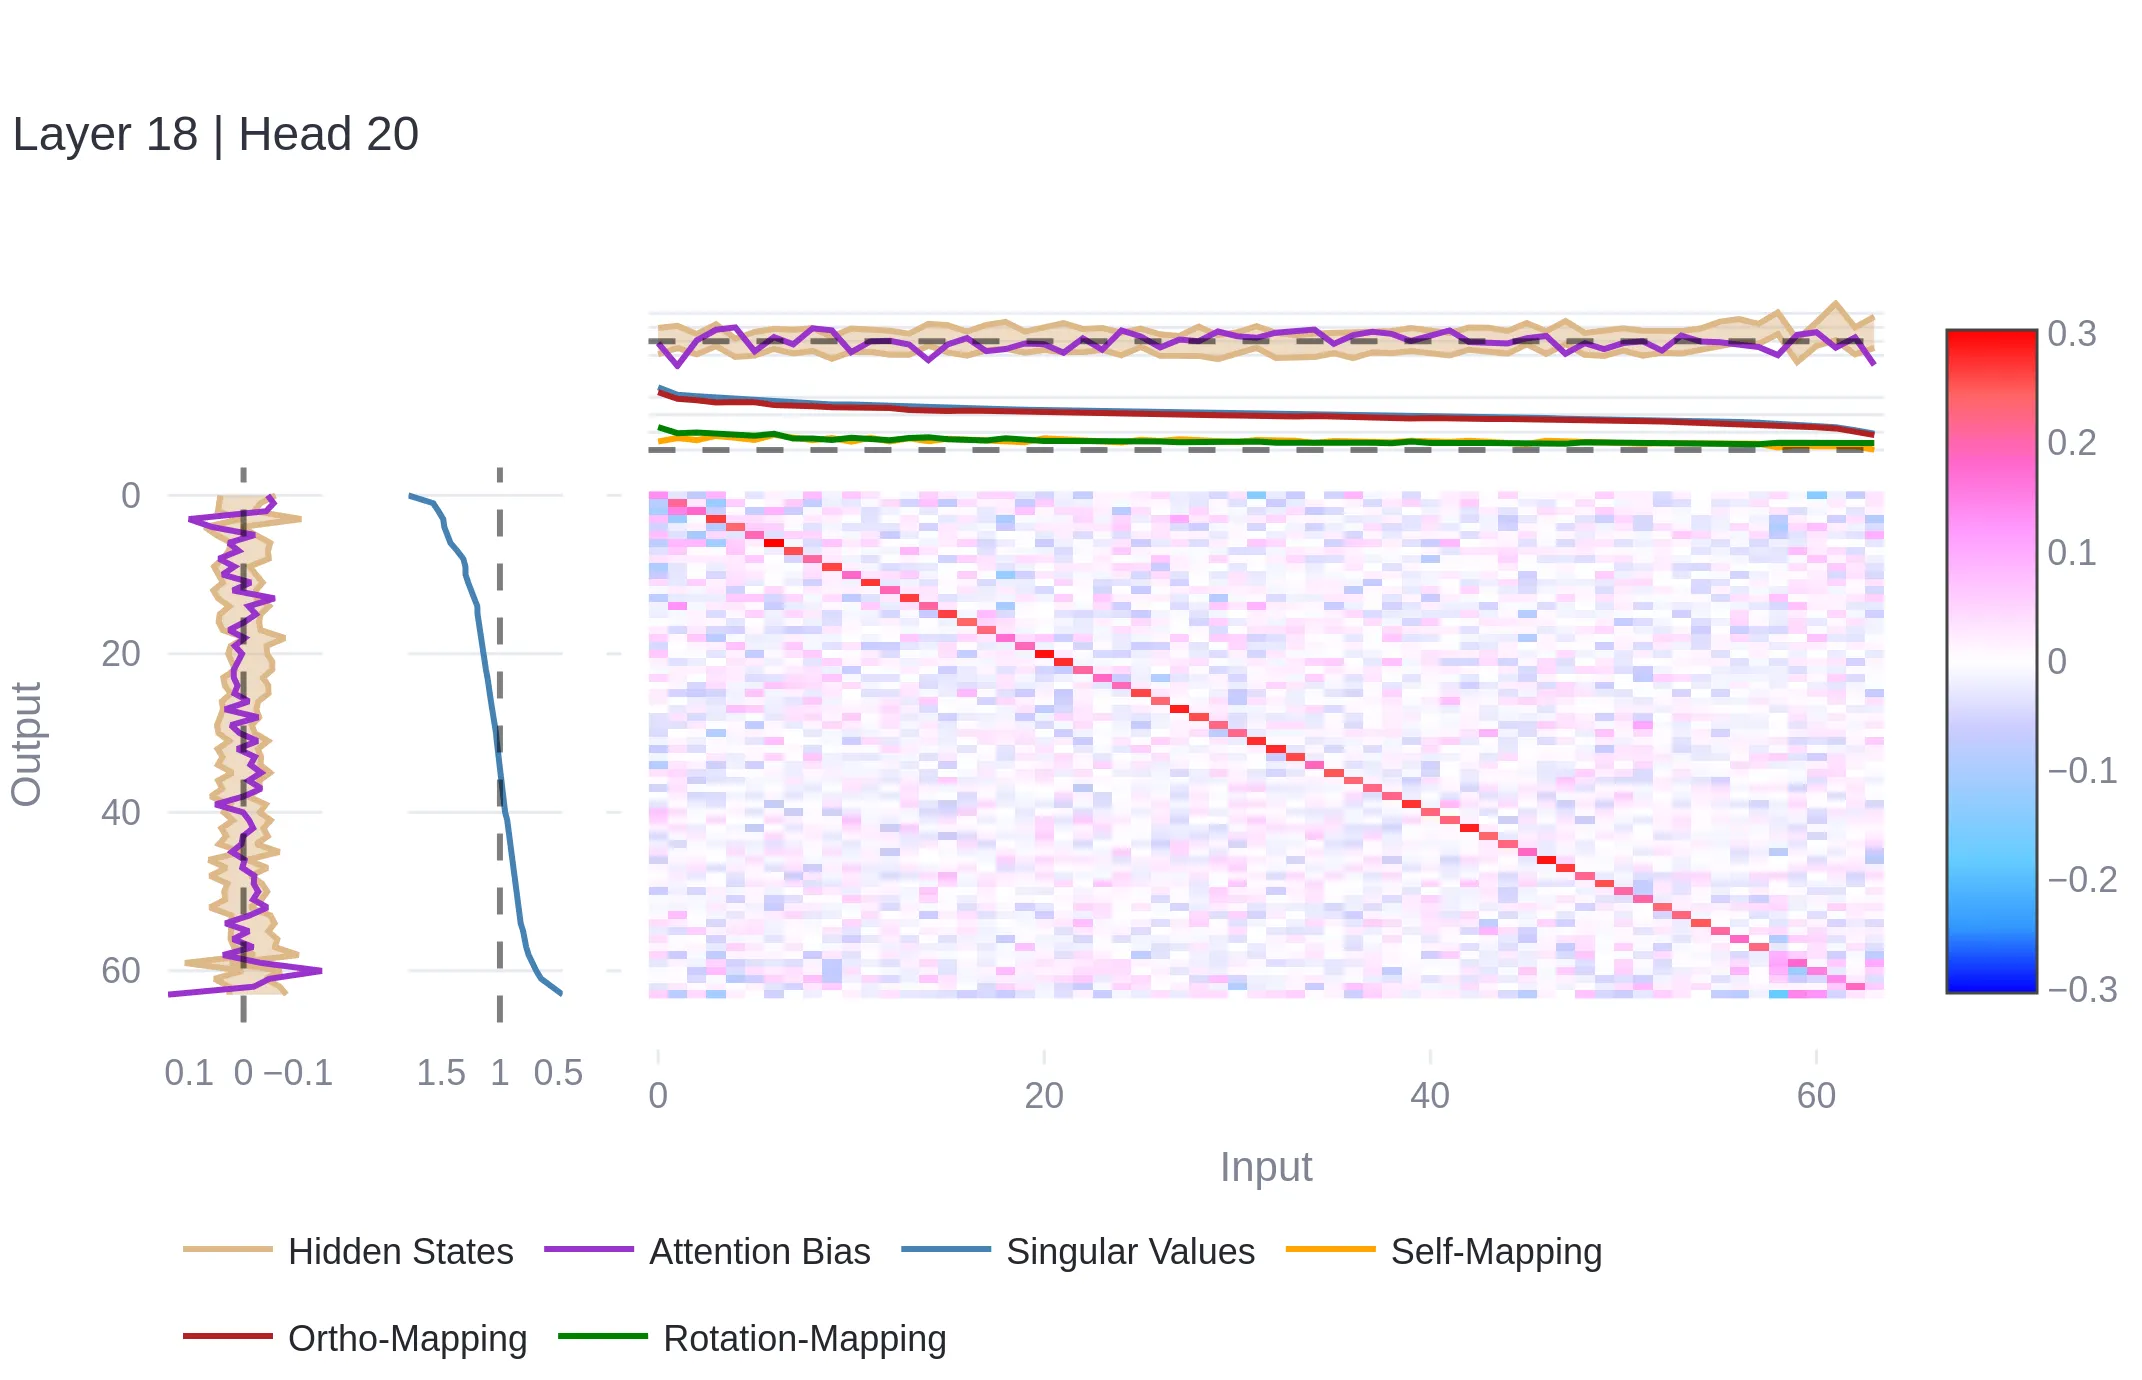 Layer 18 | Head 20
0.3
0.2
0.1
0
−0.1
−0.2
−0.3
Output
0
20
40
60
0.1 0 −0.1
1.5 1 0.5
0 20 40 60
Input
Hidden States Attention Bias Singular Values Self-Mapping
Ortho-Mapping Rotation-Mapping